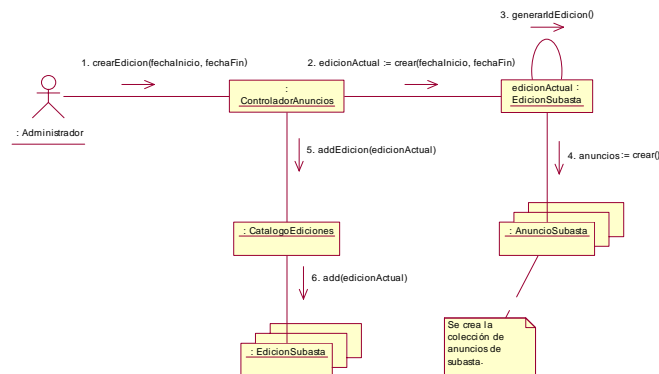 3. generarIdEdicion()
1. crearEdicion(fechaInicio, fechaFin)
2. edicionActual := crear(fechaInicio, fechaFin)
:
ControladorAnuncios
edicionActual :
EdicionSubasta
: Administrador
5. addEdicion(edicionActual)
4. anuncios := crear()
: CatalogoEdiciones
: AnuncioSubasta
6. add(edicionActual)
Se crea la
colección de
anuncios de
subasta.
: EdicionSubasta